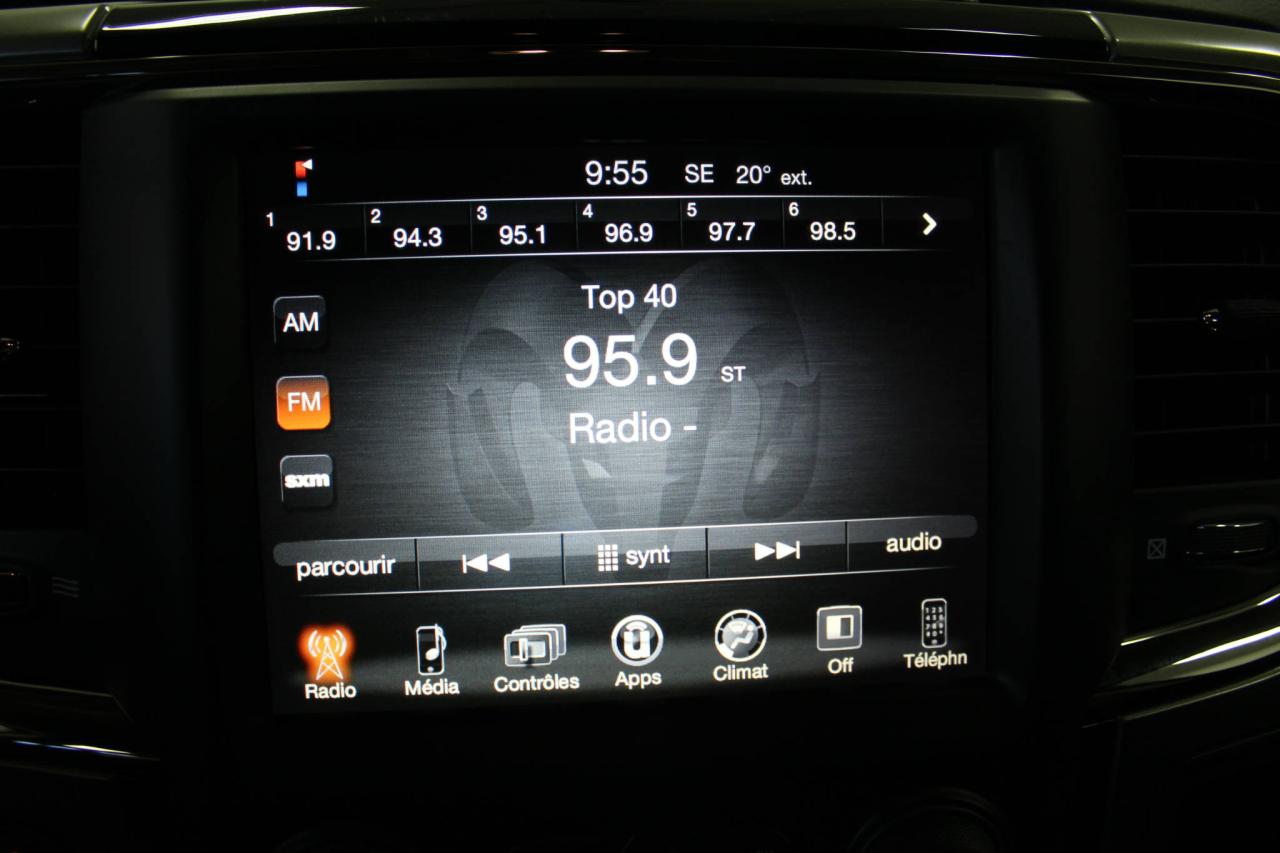 9:55 SE 20° ext.
1 91.9 2 94.3 3 95.1 4 96.9 5 97.7 6 98.5
Top 40
AM
95.9 ST
FM
Radio -
sxm
parcourir synt audio
Radio Média Contrôles Apps Climat Off Téléphn